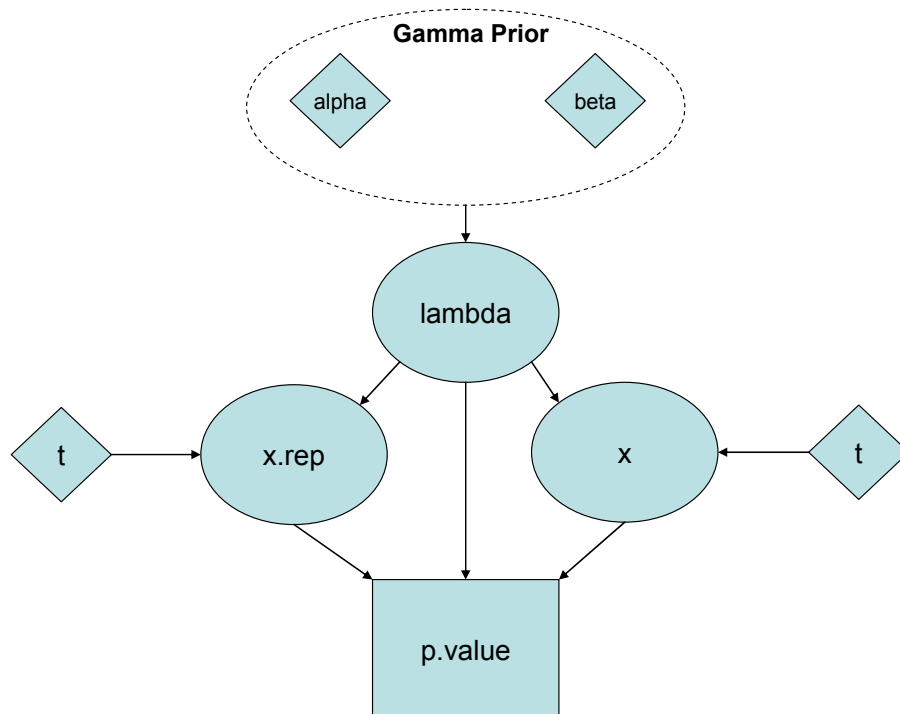 Gamma Prior
alpha
beta
lambda
t
x.rep
x
t
p.value